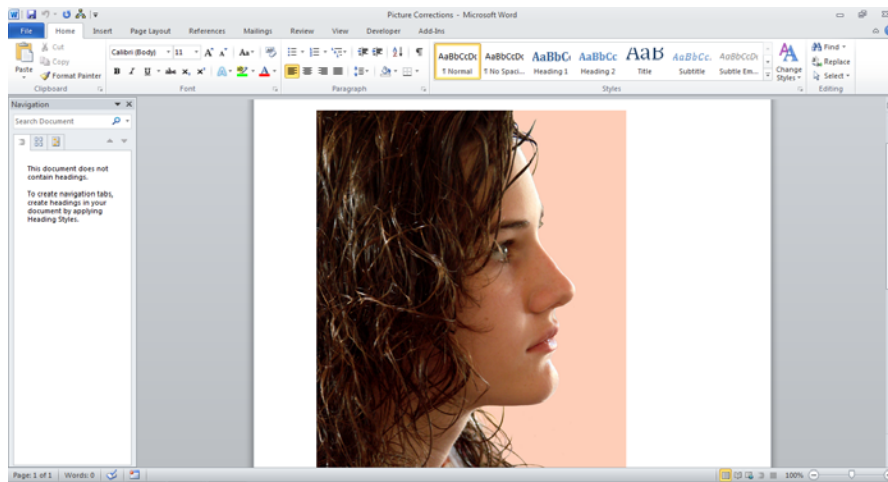 Picture Corrections - Microsoft Word
File Home Insert Page Layout References Mailings Review View Developer Add-Ins
Paste
Cut
Copy
Format Painter
Clipboard
Calibri (Body) 11
Font
Paragraph
AaBbCcDc AaBbCcDc AaBbC AaBbCc AaB AaBbCc. AaBbCcDi
¶ Normal ¶ No Spaci... Heading 1 Heading 2 Title Subtitle Subtle Em...
Change Styles
Styles
Find
Replace
Select
Editing
Navigation
Search Document
This document does not
contain headings.
To create navigation tabs,
create headings in your
document by applying
Heading Styles.
Page: 1 of 1 Words: 0
100%